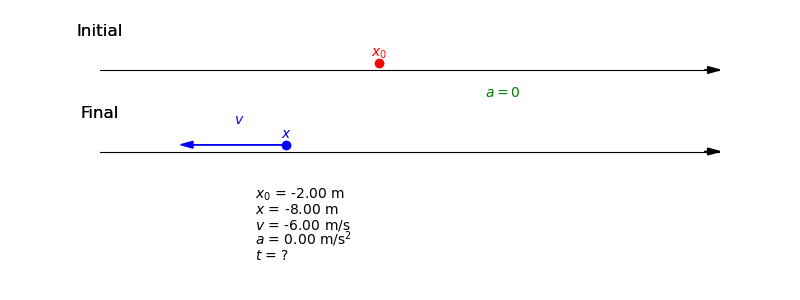 Initial
x₀
a = 0
Final
v
x
x₀ = -2.00 m
x = -8.00 m
v = -6.00 m/s
a = 0.00 m/s²
t = ?